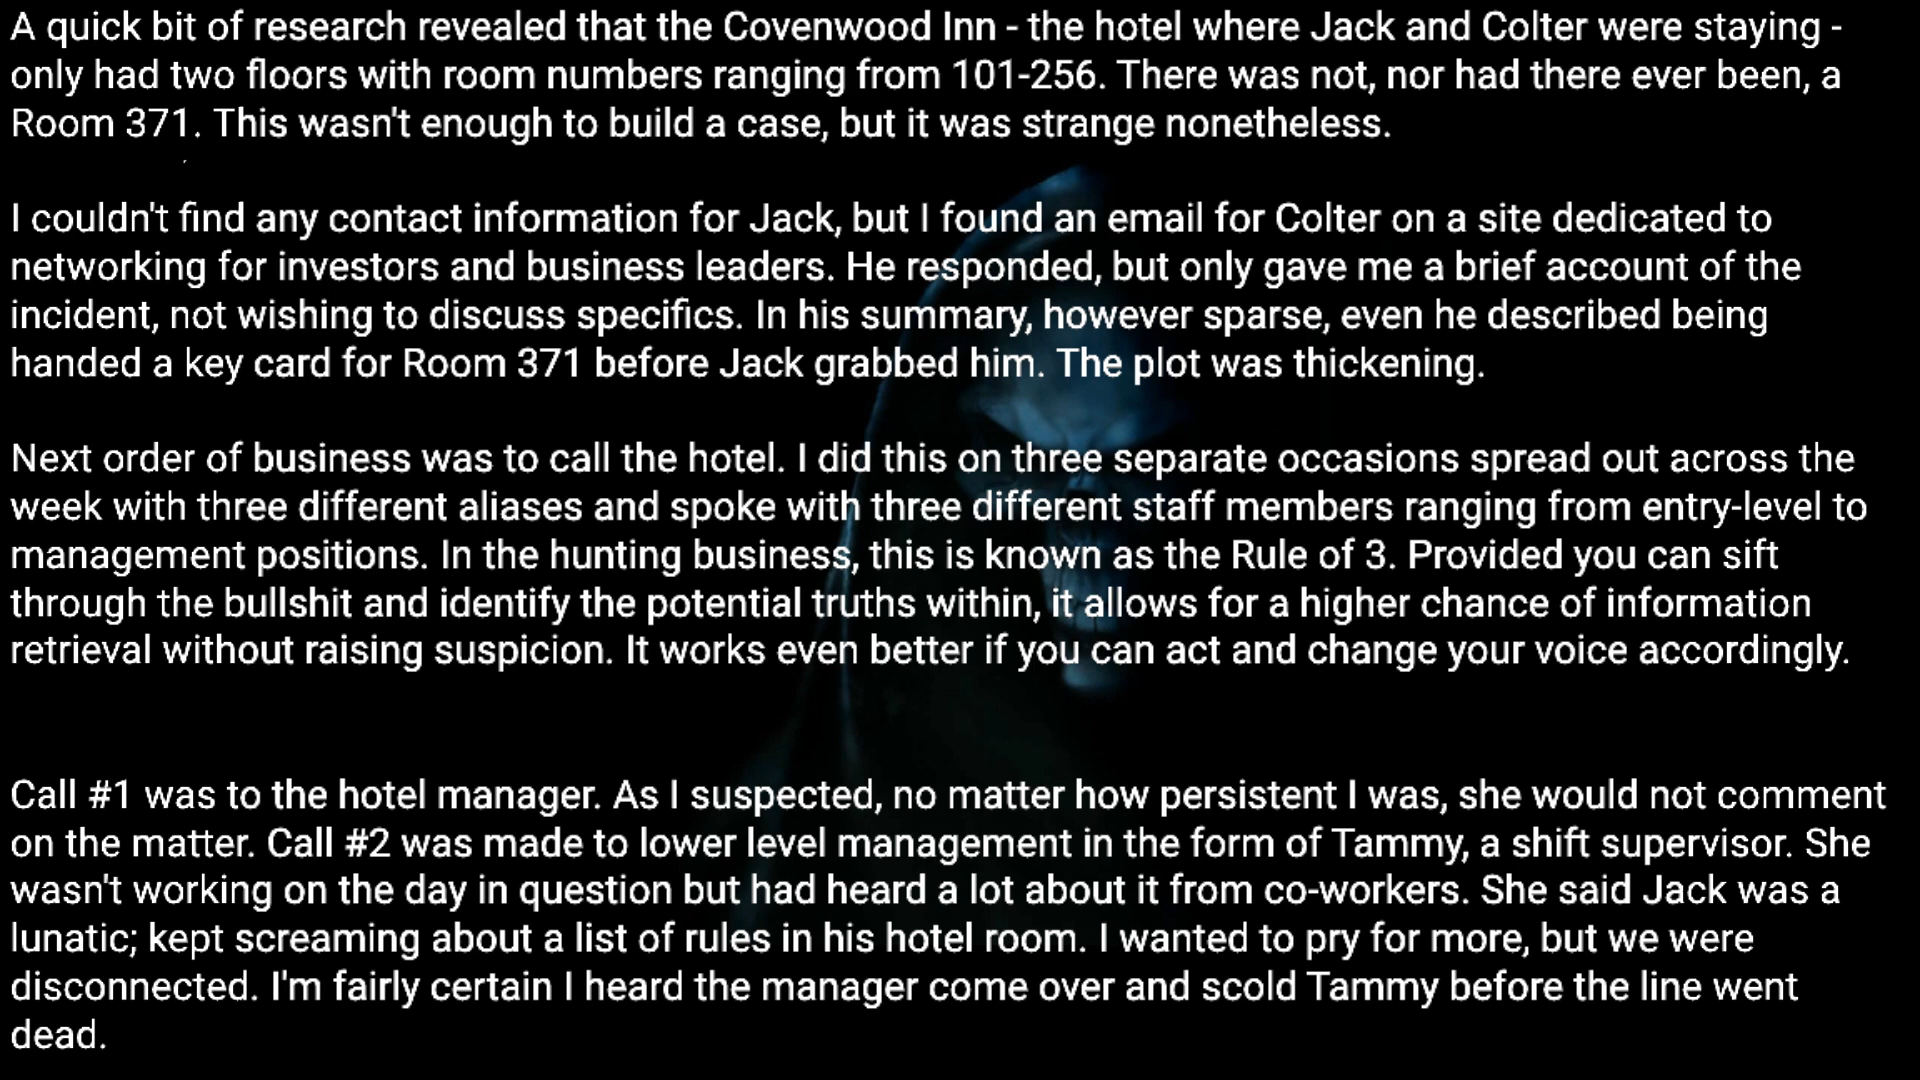 A quick bit of research revealed that the Covenwood Inn - the hotel where Jack and Colter were staying -
only had two floors with room numbers ranging from 101-256. There was not, nor had there ever been, a
Room 371. This wasn't enough to build a case, but it was strange nonetheless.
I couldn't find any contact information for Jack, but I found an email for Colter on a site dedicated to
networking for investors and business leaders. He responded, but only gave me a brief account of the
incident, not wishing to discuss specifics. In his summary, however sparse, even he described being
handed a key card for Room 371 before Jack grabbed him. The plot was thickening.
Next order of business was to call the hotel. I did this on three separate occasions spread out across the
week with three different aliases and spoke with three different staff members ranging from entry-level to
management positions. In the hunting business, this is known as the Rule of 3. Provided you can sift
through the bullshit and identify the potential truths within, it allows for a higher chance of information
retrieval without raising suspicion. It works even better if you can act and change your voice accordingly.
Call #1 was to the hotel manager. As I suspected, no matter how persistent I was, she would not comment
on the matter. Call #2 was made to lower level management in the form of Tammy, a shift supervisor. She
wasn't working on the day in question but had heard a lot about it from co-workers. She said Jack was a
lunatic; kept screaming about a list of rules in his hotel room. I wanted to pry for more, but we were
disconnected. I'm fairly certain I heard the manager come over and scold Tammy before the line went
dead.